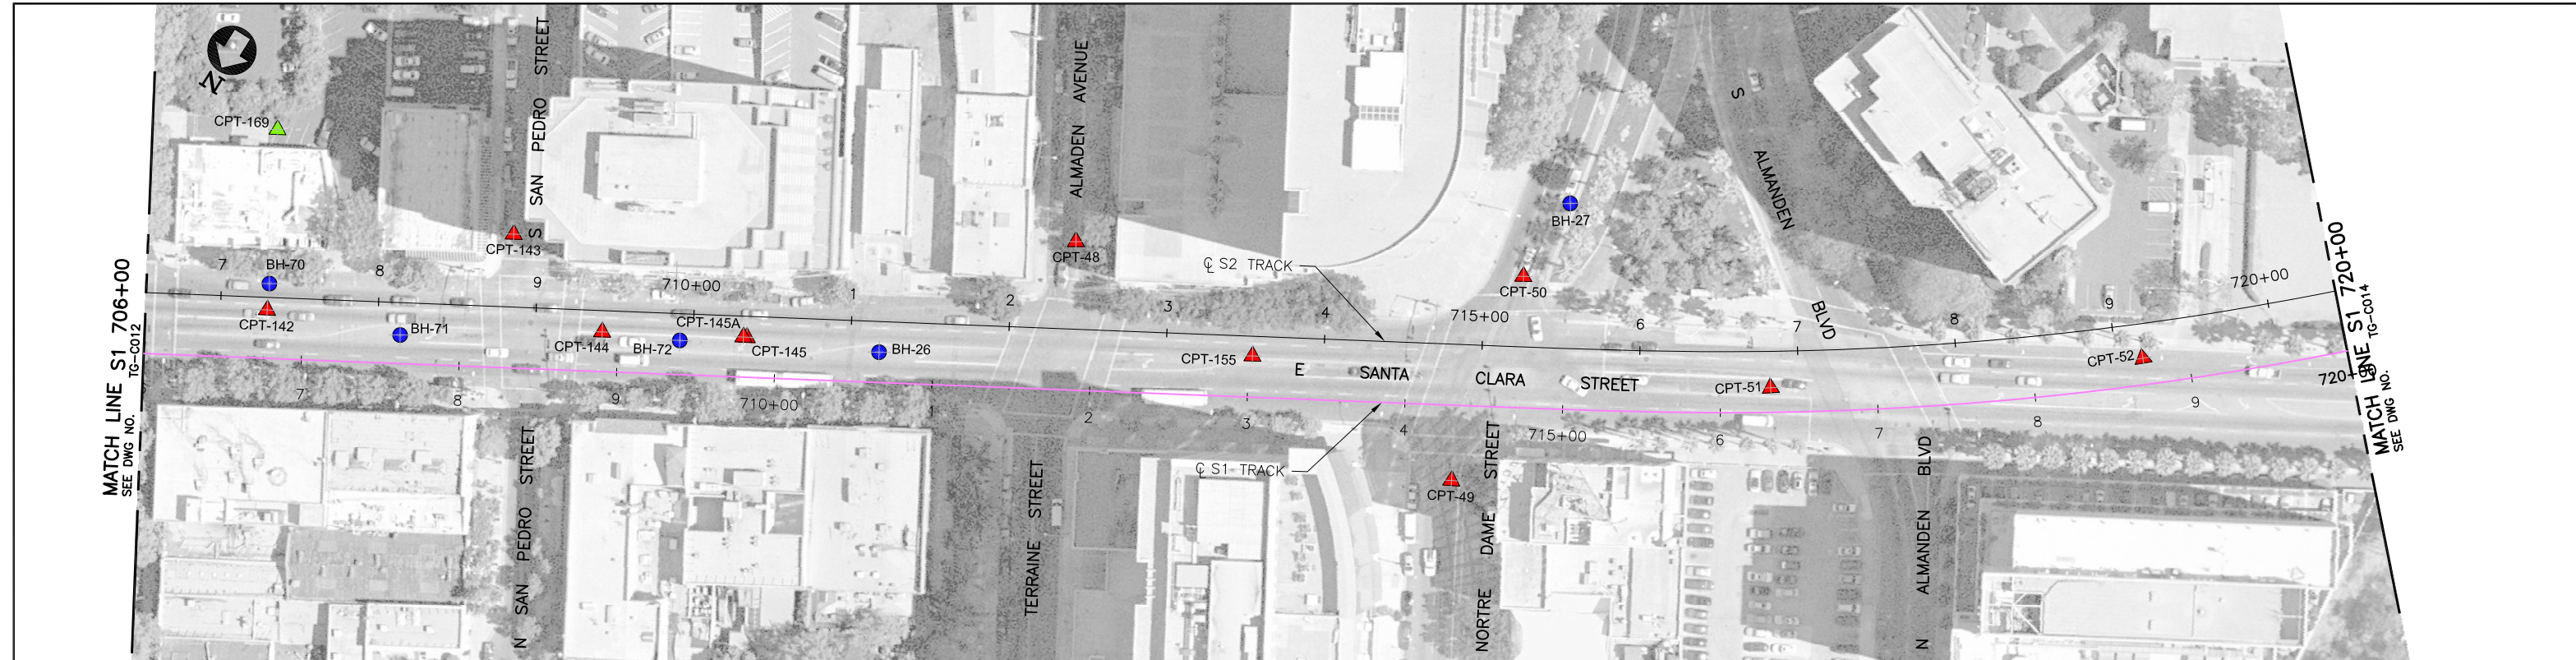 N
CPT-169
S SAN PEDRO STREET
ALMADEN AVENUE
S ALMANDEN BLVD
BH-27
CPT-143
CPT-48
CPT-50
7
BH-70
8
9
710+00
1
2
3
4
715+00
6
7
8
9
720+00
℄ S2 TRACK
CPT-142
BH-71
CPT-144
BH-72
CPT-145A
CPT-145
BH-26
CPT-155
E SANTA CLARA STREET
CPT-51
CPT-52
720+00
7
8
9
710+00
1
2
3
4
715+00
6
7
8
9
℄ S1 TRACK
CPT-49
N SAN PEDRO STREET
TERRAINE STREET
NORTRE DAME STREET
N ALMANDEN BLVD
MATCH LINE S1 706+00
SEE DWG NO. TG-C012
MATCH LINE S1 720+00
SEE DWG NO. TG-C014